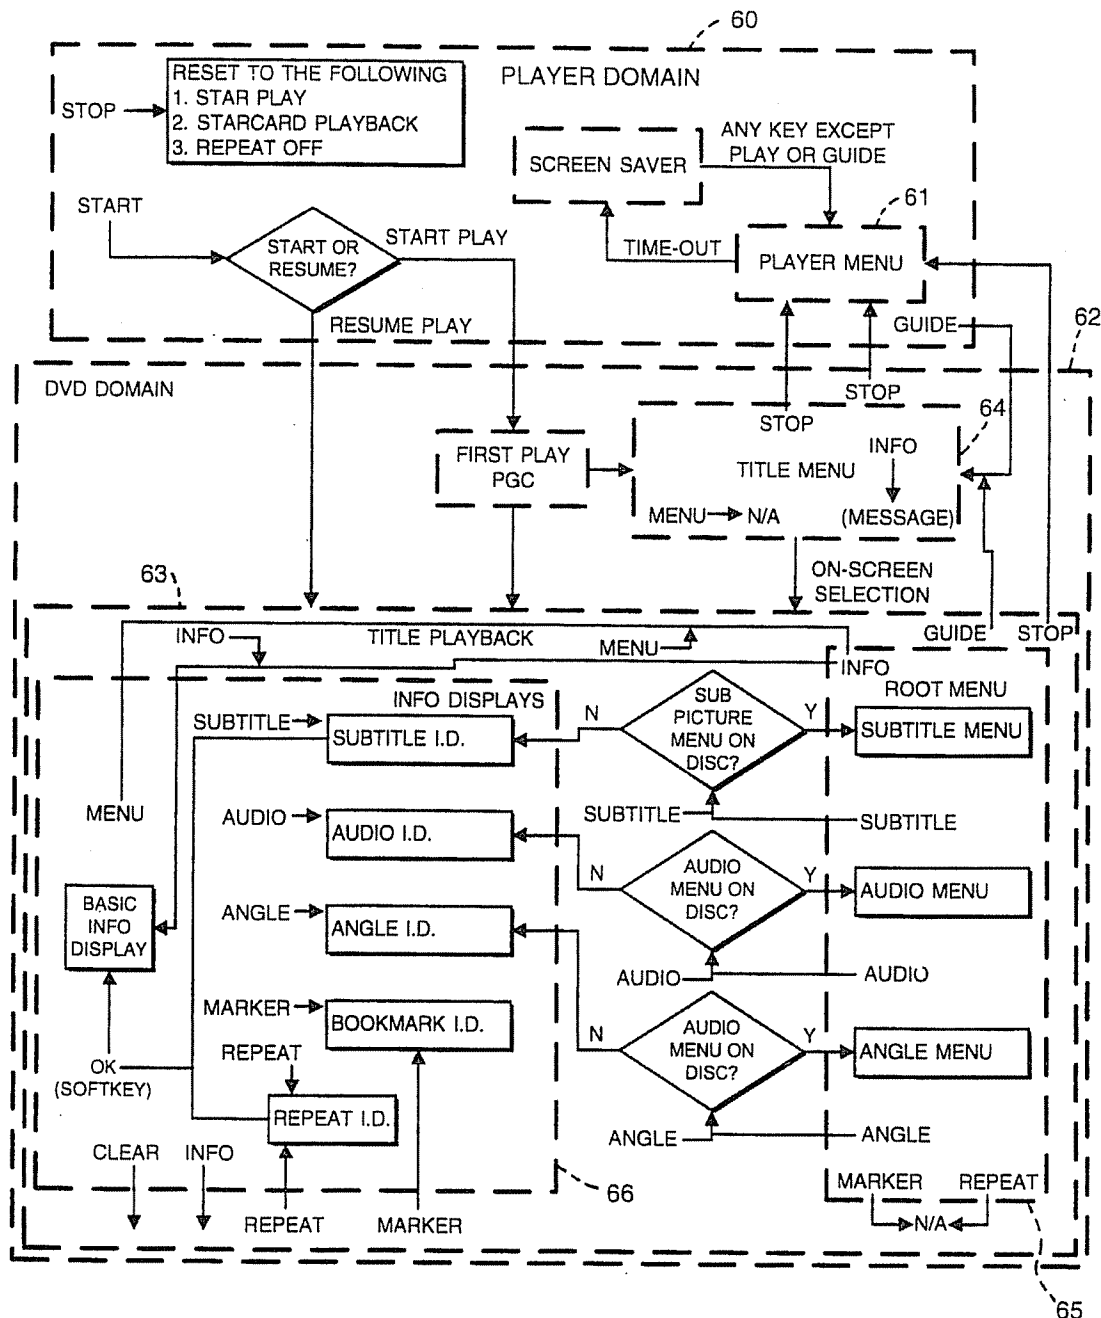 60
RESET TO THE FOLLOWING
1. STAR PLAY
2. STARCARD PLAYBACK
3. REPEAT OFF
PLAYER DOMAIN
STOP
SCREEN SAVER
ANY KEY EXCEPT
PLAY OR GUIDE
61
START
START OR
RESUME?
START PLAY
TIME-OUT
PLAYER MENU
RESUME PLAY
GUIDE
62
DVD DOMAIN
STOP
STOP
64
FIRST PLAY
PGC
TITLE MENU
INFO
MENU
N/A
(MESSAGE)
ON-SCREEN
SELECTION
63
INFO
TITLE PLAYBACK
MENU
GUIDE
STOP
INFO
INFO DISPLAYS
ROOT MENU
SUBTITLE
SUBTITLE I.D.
N
SUB
PICTURE
MENU ON
DISC?
Y
SUBTITLE MENU
MENU
SUBTITLE
SUBTITLE
AUDIO
AUDIO I.D.
N
AUDIO
MENU ON
DISC?
Y
AUDIO MENU
BASIC
INFO
DISPLAY
ANGLE
ANGLE I.D.
AUDIO
AUDIO
MARKER
BOOKMARK I.D.
N
AUDIO
MENU ON
DISC?
Y
ANGLE MENU
OK
(SOFTKEY)
REPEAT
REPEAT I.D.
ANGLE
ANGLE
CLEAR
INFO
REPEAT
MARKER
66
MARKER
REPEAT
N/A
65